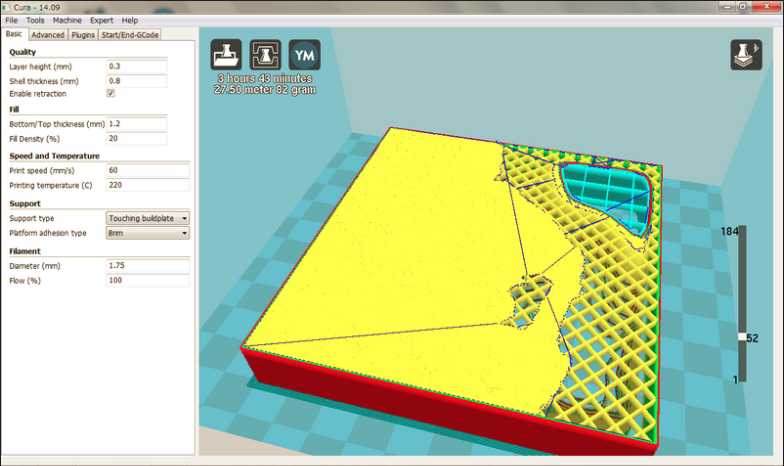 Cura - 14.09
File Tools Machine Expert Help
Basic Advanced Plugins Start/End-GCode
Quality
Layer height (mm) 0.3
Shell thickness (mm) 0.8
Enable retraction
Fill
Bottom/Top thickness (mm) 1.2
Fill Density (%) 20
Speed and Temperature
Print speed (mm/s) 60
Printing temperature (C) 220
Support
Support type Touching buildplate
Platform adhesion type Brim
Filament
Diameter (mm) 1.75
Flow (%) 100
YM
3 hours 43 minutes
27.50 meter 82 gram
184
52
1